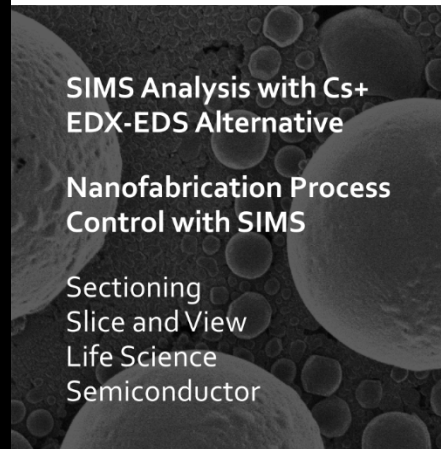 SIMS Analysis with Cs+
EDX-EDS Alternative
Nanofabrication Process
Control with SIMS
Sectioning
Slice and View
Life Science
Semiconductor